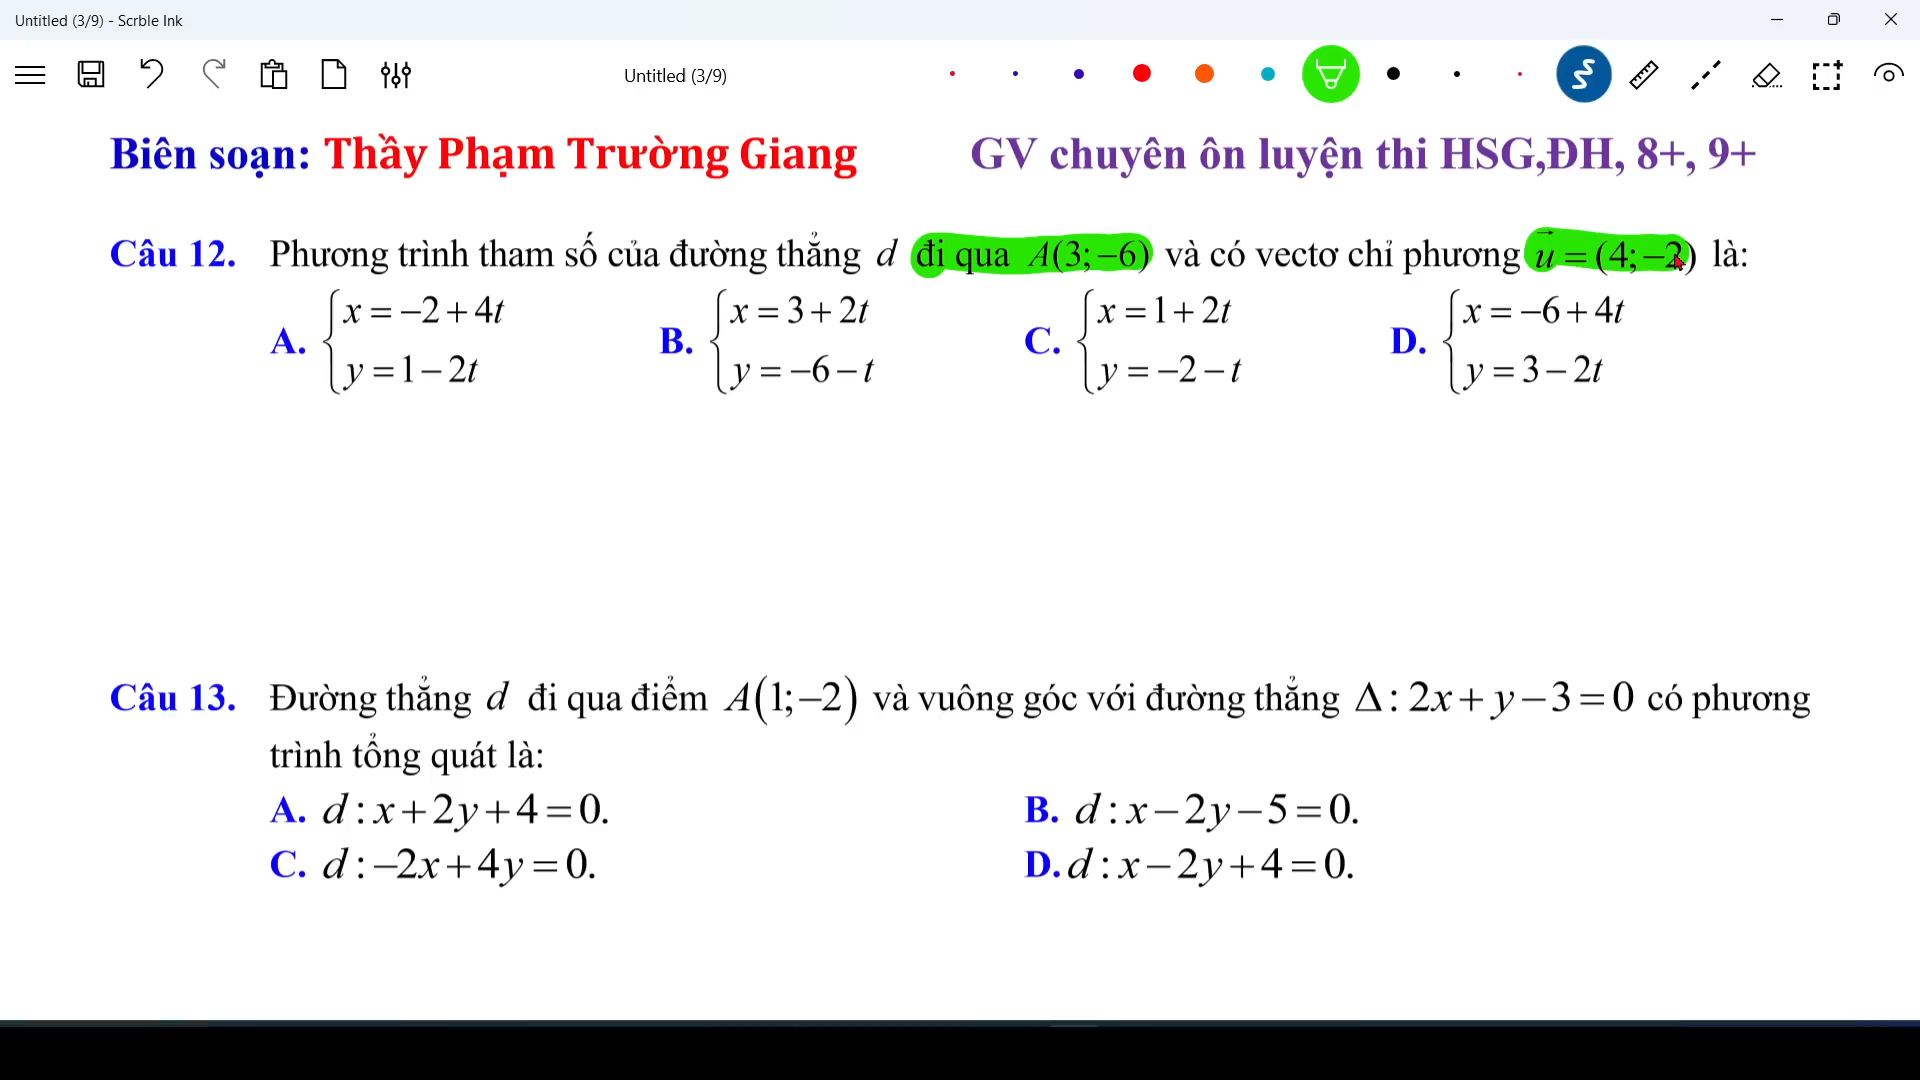 Untitled (3/9) - Scrble Ink
Untitled (3/9)
Biên soạn: Thầy Phạm Trường Giang GV chuyên ôn luyện thi HSG,ĐH, 8+, 9+
Câu 12. Phương trình tham số của đường thẳng d đi qua A(3;−6) và có vectơ chỉ phương u⃗ = (4;−2) là:
A. {x = −2 + 4t B. {x = 3 + 2t C. {x = 1 + 2t D. {x = −6 + 4t
y = 1 − 2t y = −6 − t y = −2 − t y = 3 − 2t
Câu 13. Đường thẳng d đi qua điểm A(1;−2) và vuông góc với đường thẳng Δ: 2x + y − 3 = 0 có phương
trình tổng quát là:
A. d : x + 2y + 4 = 0. B. d : x − 2y − 5 = 0.
C. d : −2x + 4y = 0. D. d : x − 2y + 4 = 0.